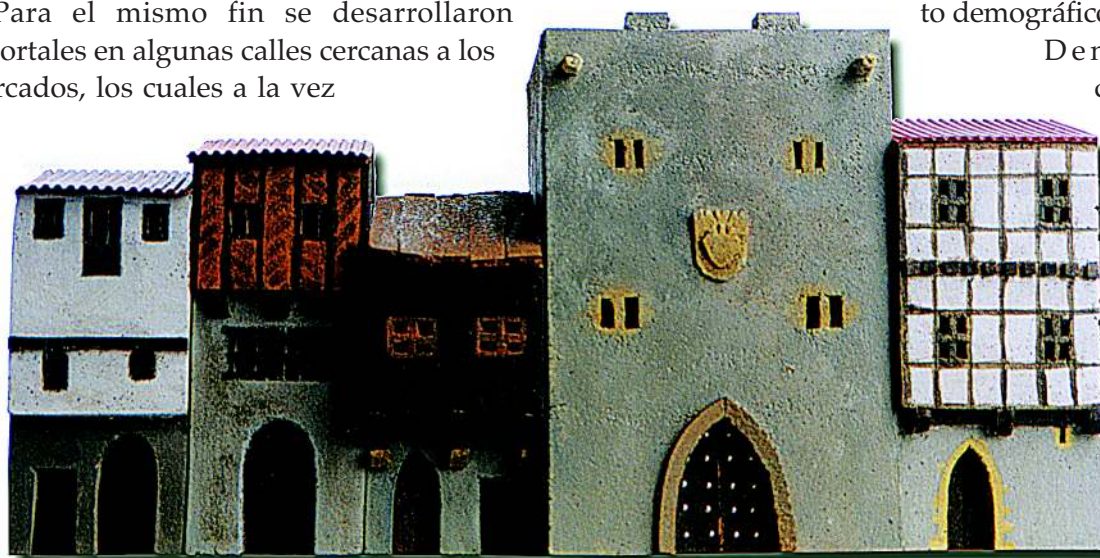 Para el mismo fin se desarrollaron
ortales en algunas calles cercanas a los
rcados, los cuales a la vez
to demográfico